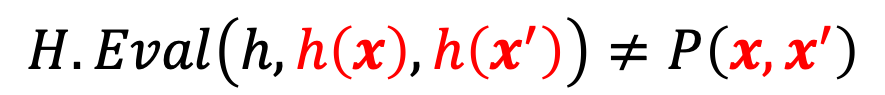 H.Eval(h, h(x), h(x′)) ≠ P(x, x′)